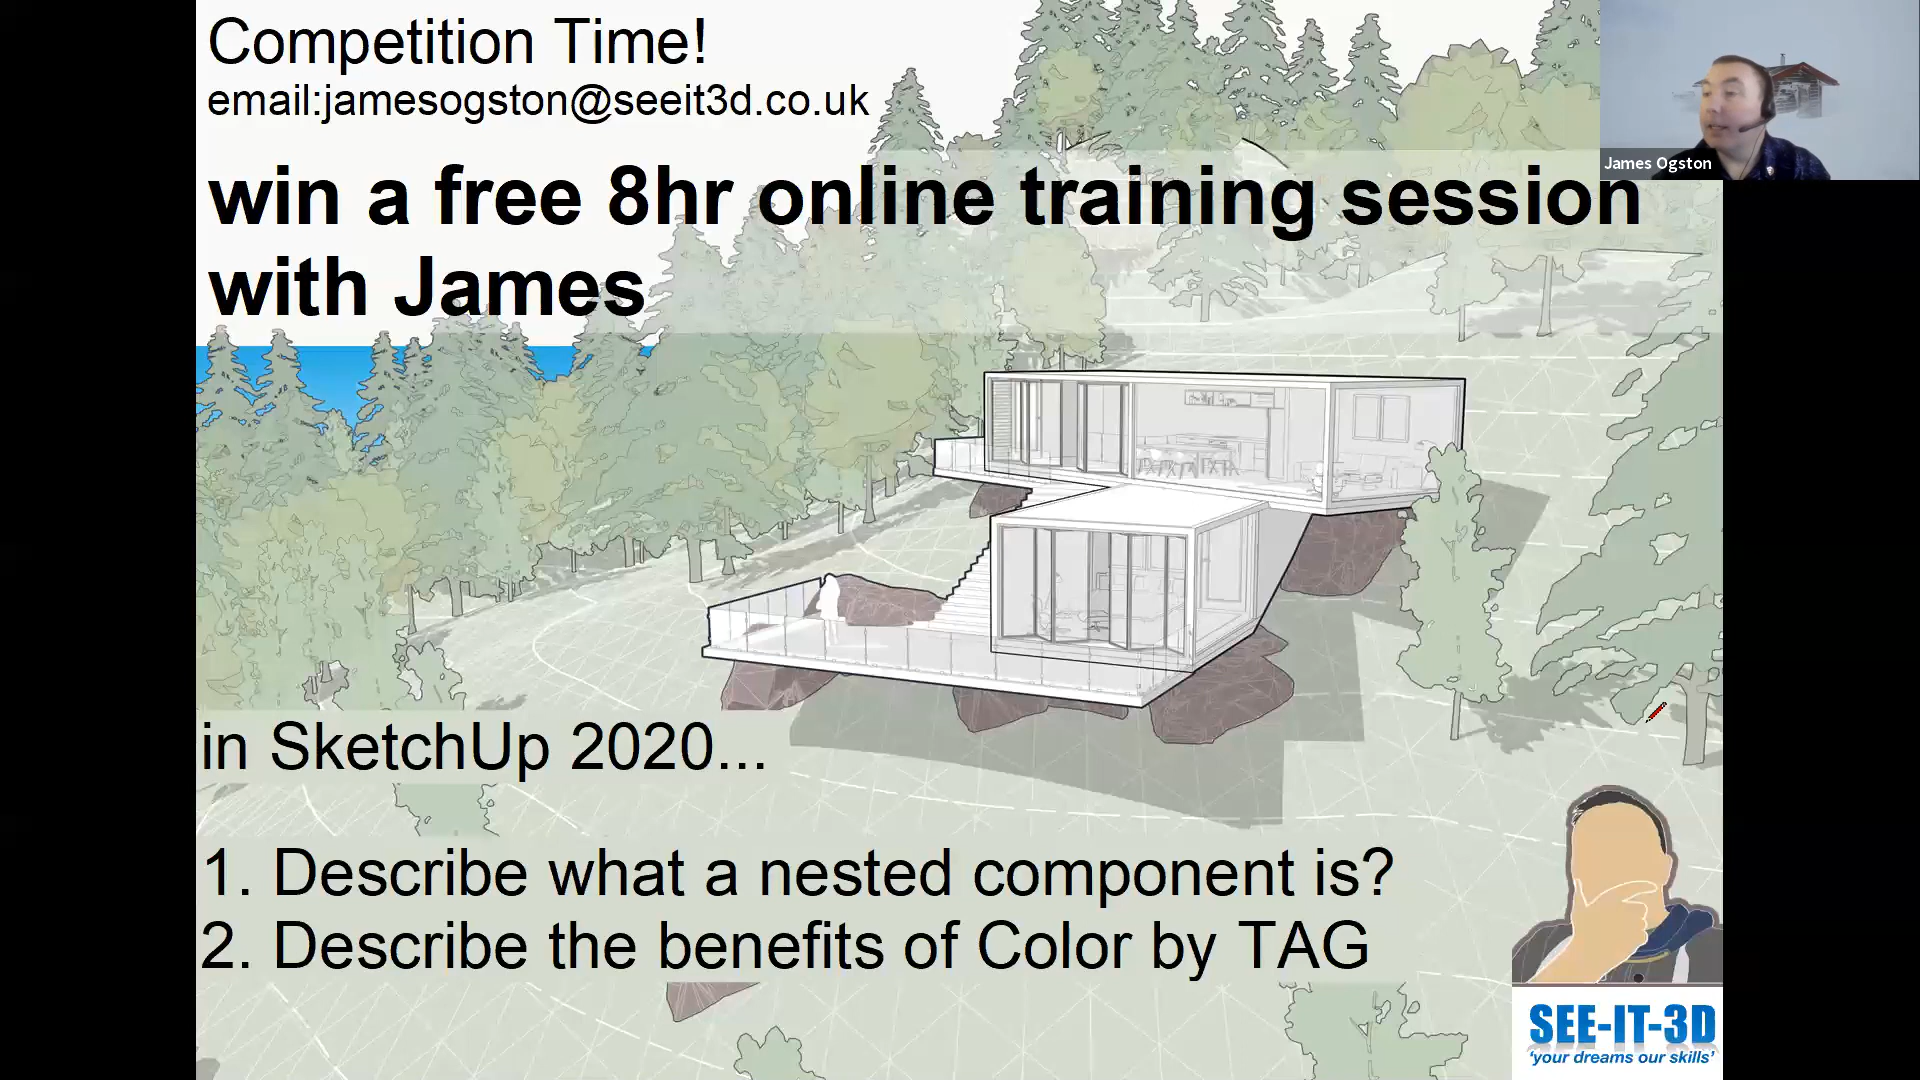 Competition Time!
email:jamesogston@seeit3d.co.uk
win a free 8hr online training session
with James
James Ogston
in SketchUp 2020...
1. Describe what a nested component is?
2. Describe the benefits of Color by TAG
SEE-IT-3D
'your dreams our skills'